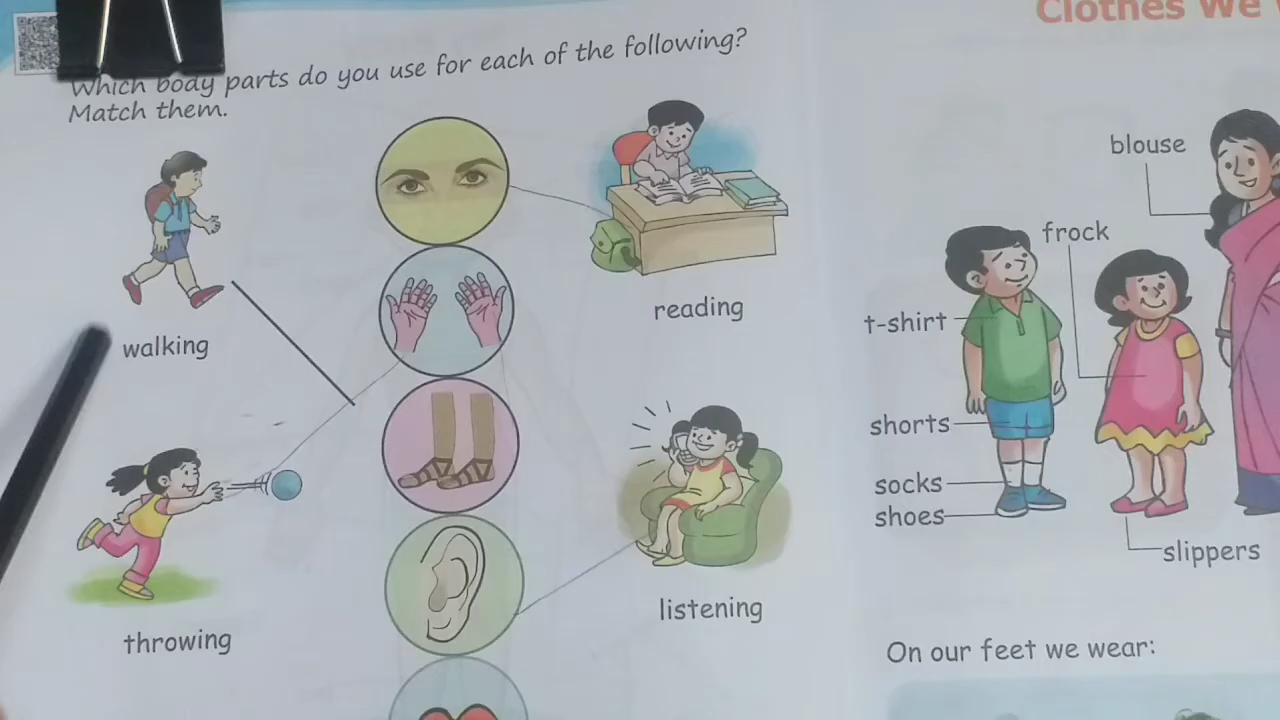 Which body parts do you use for each of the following?
Match them.
walking
reading
throwing
listening
Clothes We
blouse
frock
t-shirt
shorts
socks
shoes
slippers
On our feet we wear: